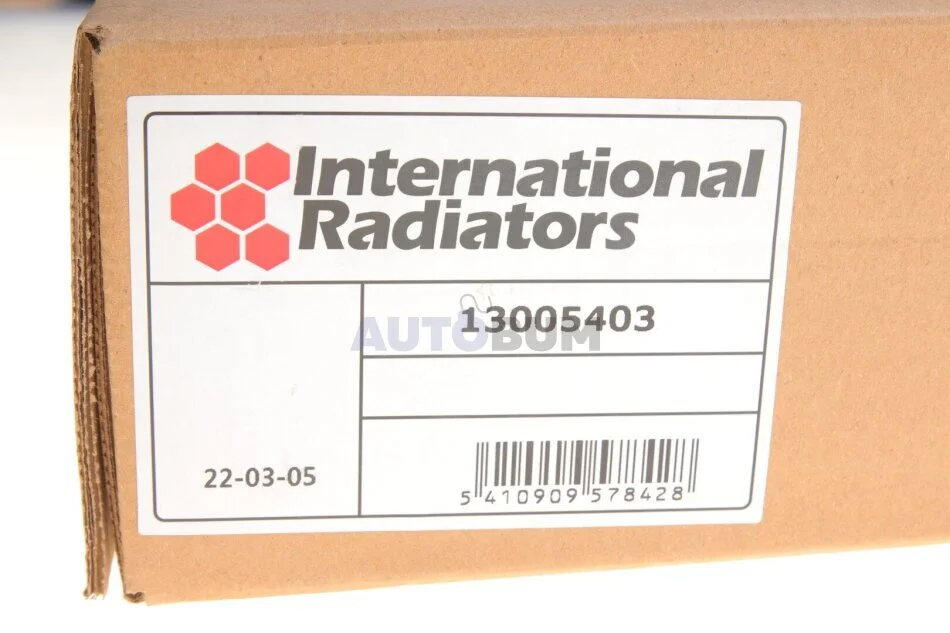 International
Radiators
13005403
AUTOBUM
22-03-05
5 410909 578428